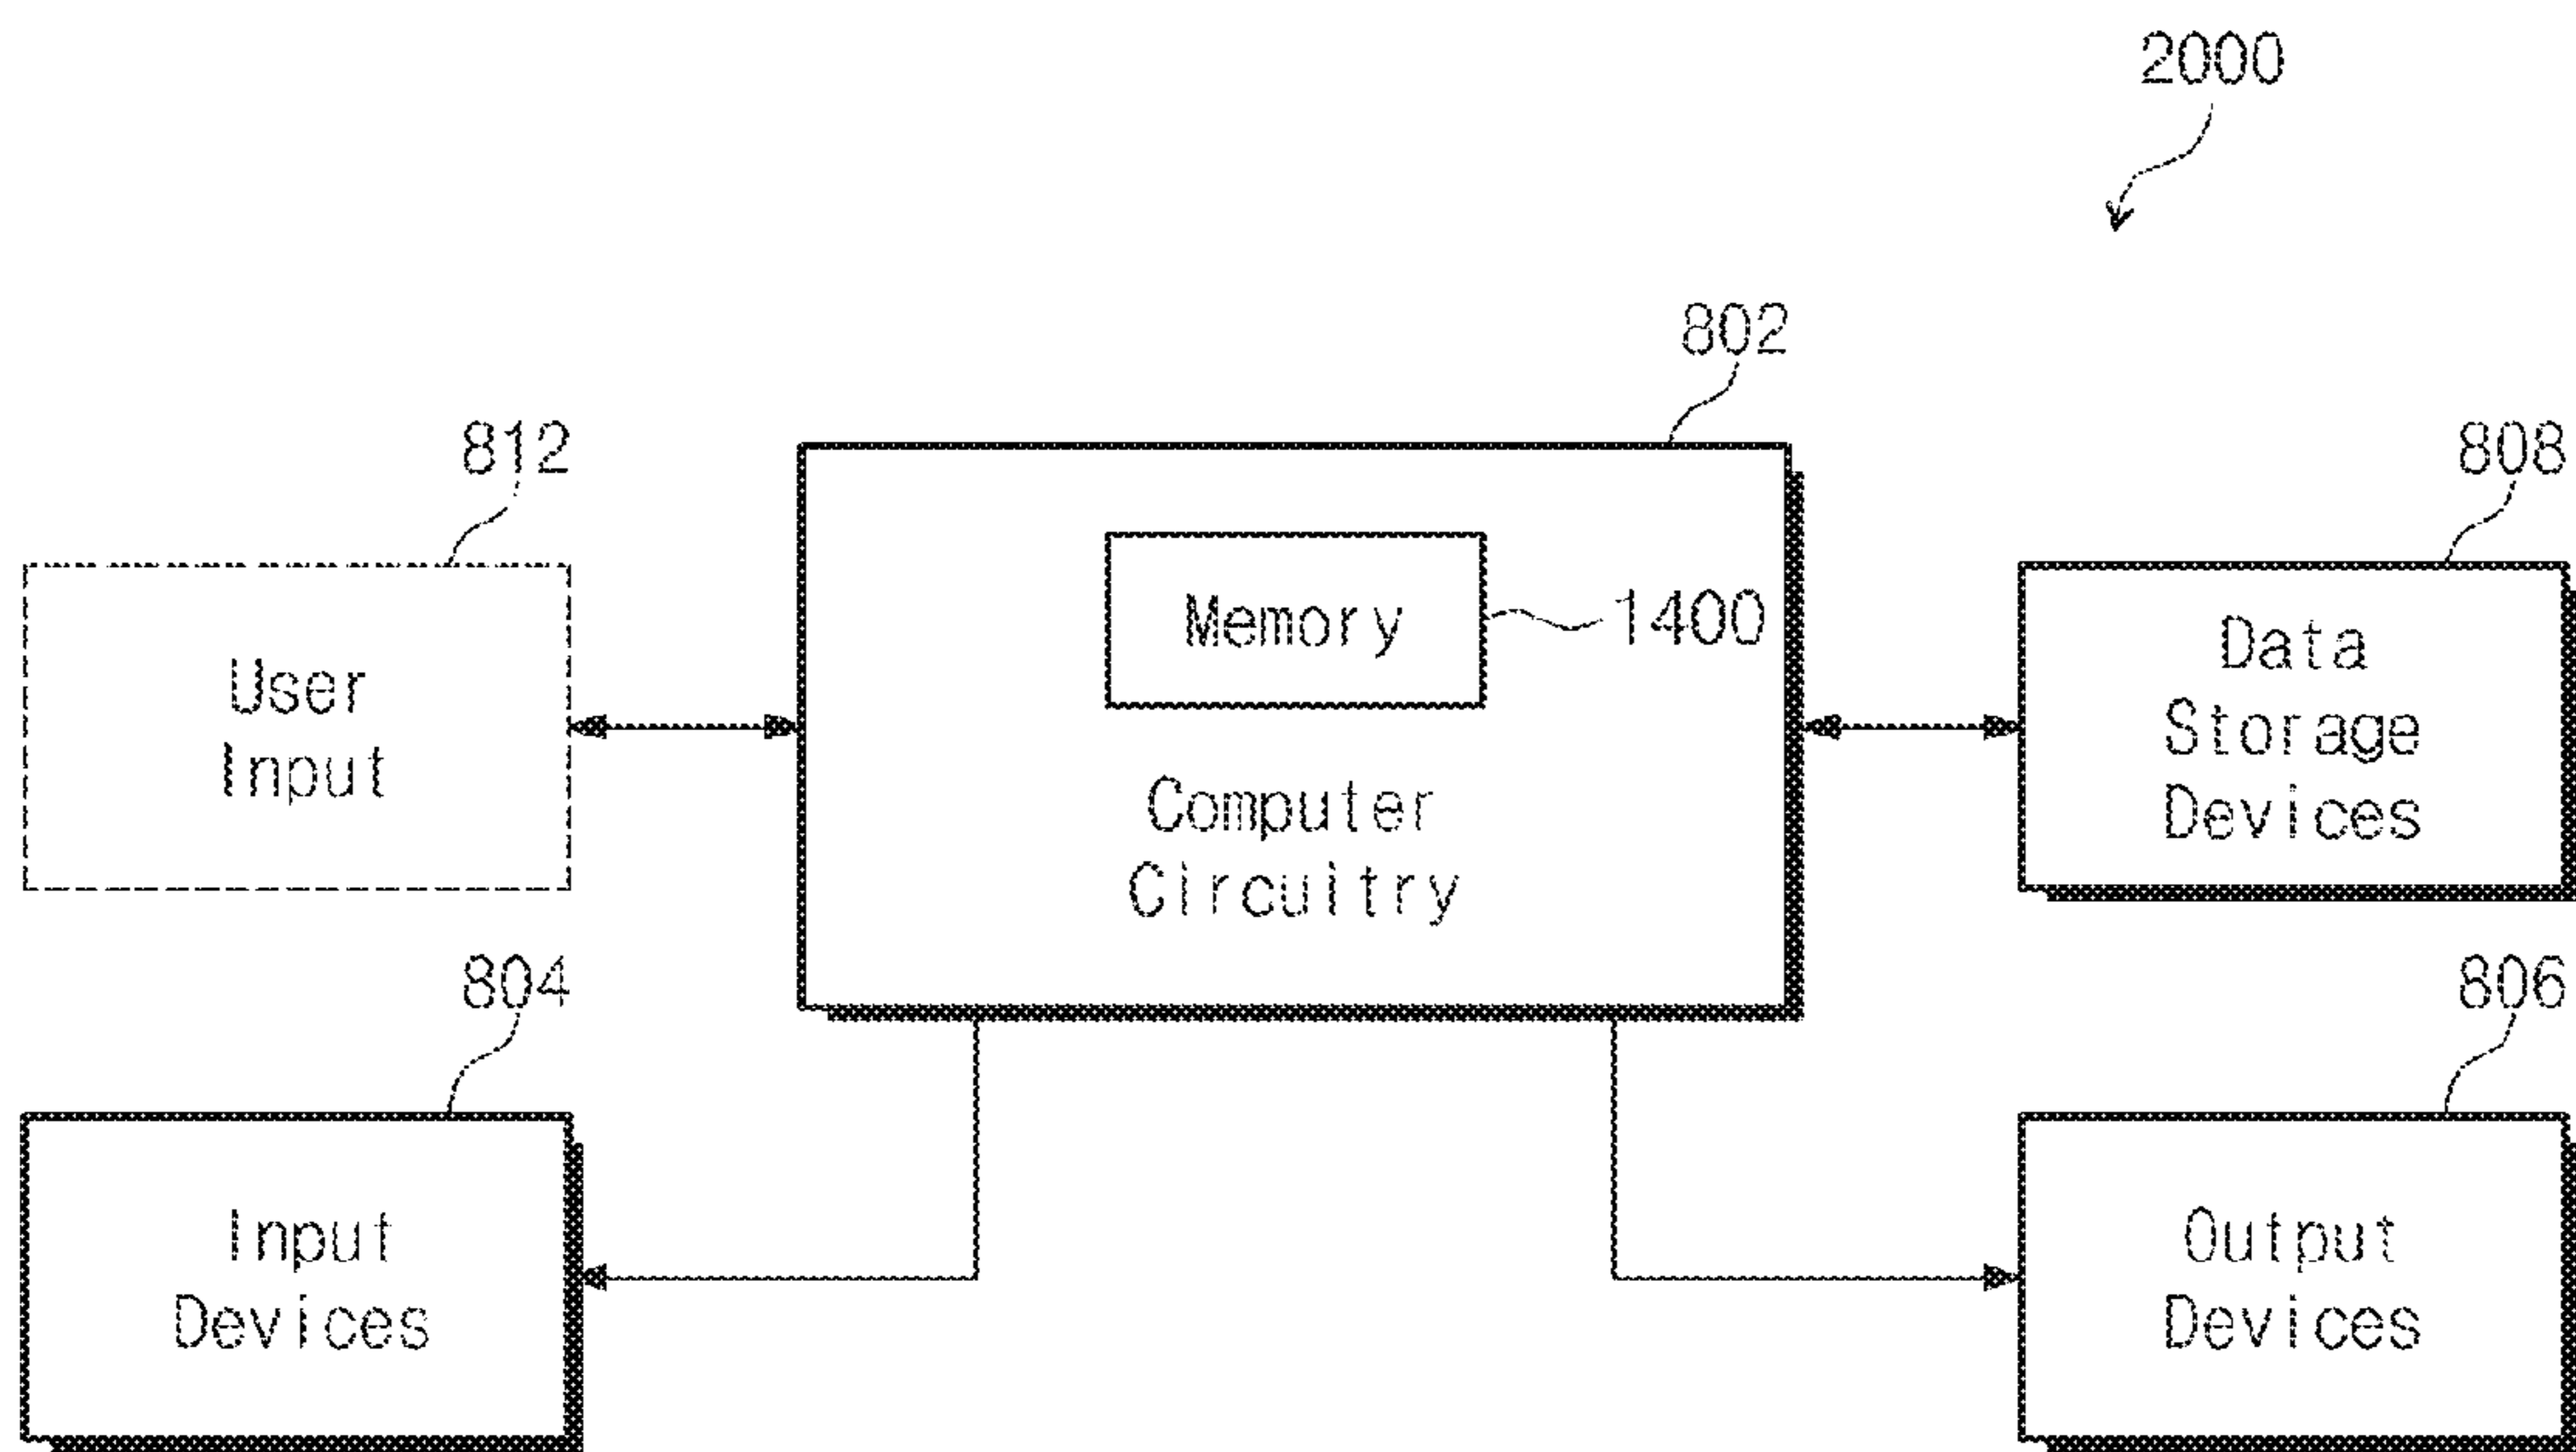 2000
802
812
808
Memory
1400
User
Input
Data
Storage
Devices
Computer
Circuitry
804
806
Input
Devices
Output
Devices